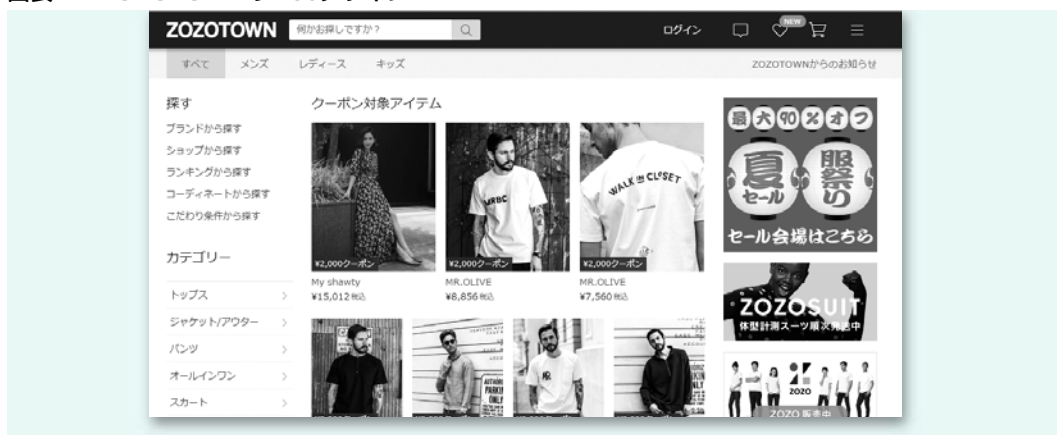 ZOZOTOWN
何かお探しですか?
ログイン
NEW
すべて メンズ レディース キッズ
ZOZOTOWNからのお知らせ
探す
ブランドから探す
ショップから探す
ランキングから探す
コーディネートから探す
こだわり条件から探す
カテゴリー
トップス
ジャケット/アウター
パンツ
オールインワン
スカート
クーポン対象アイテム
¥2,000クーポン
My shawty
¥15,012税込
MRBC
¥2,000クーポン
MR.OLIVE
¥8,856税込
WALK IN CLOSET
¥2,000クーポン
MR.OLIVE
¥7,560税込
PARKING
ONLY
最大90%オフ
夏
セール
服
祭り
セール会場はこちら
ZOZOSUIT
体型計測スーツ順次発送中
ZOZO
ZOZO 販売中